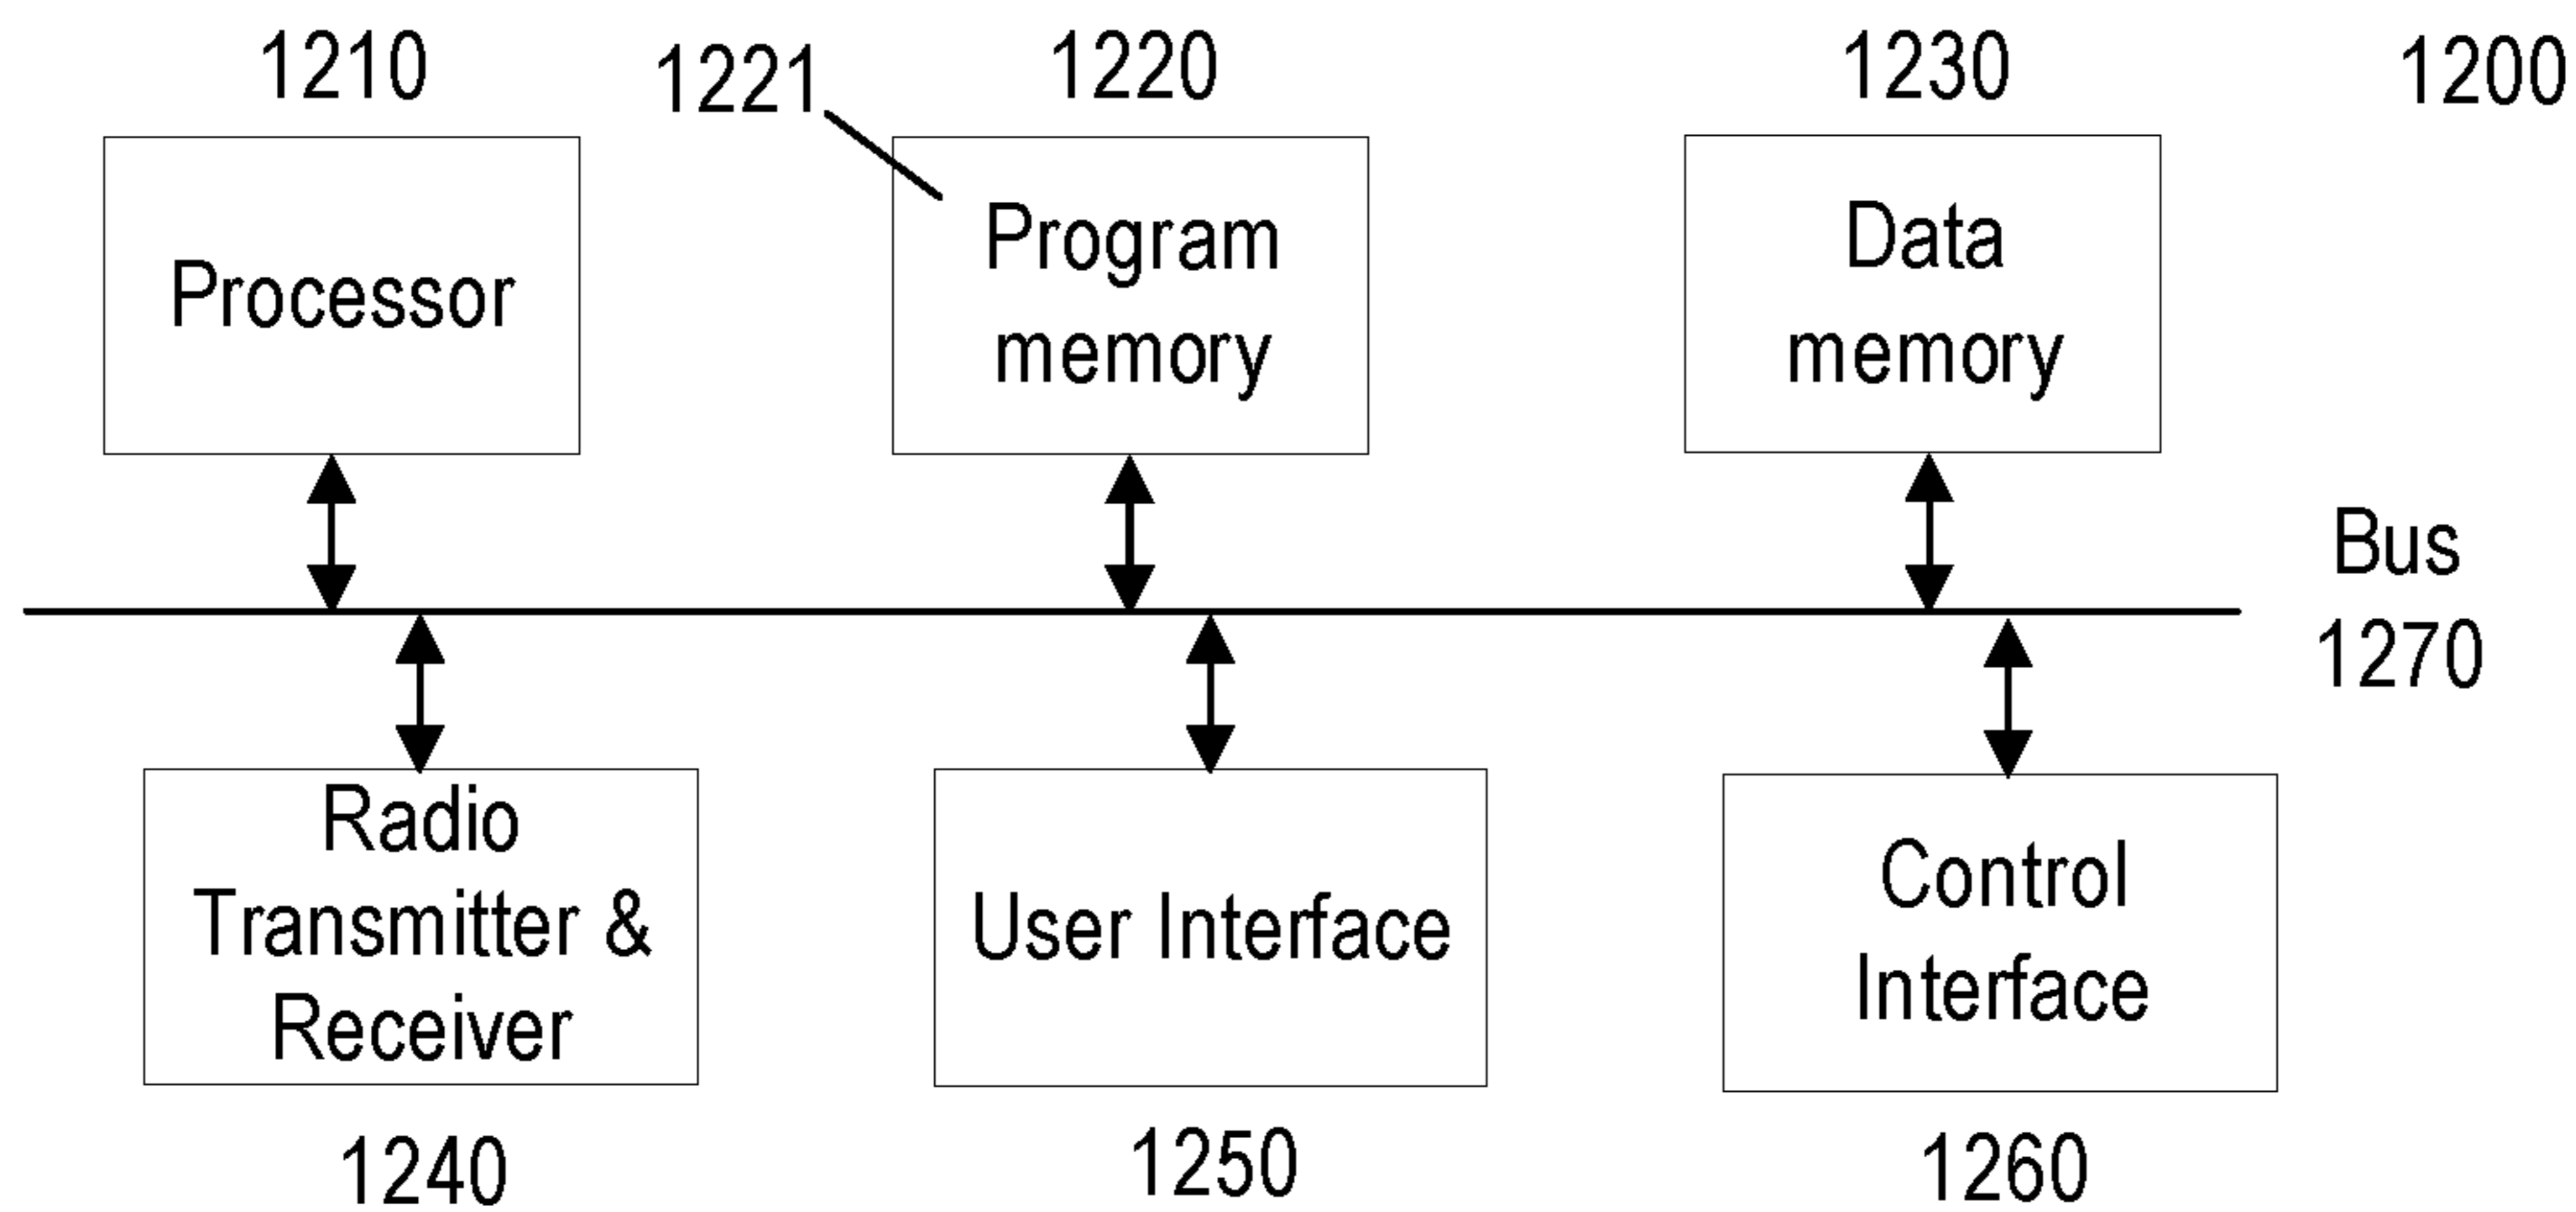 1210
1221
1220
1230
1200
Processor
Program
memory
Data
memory
Bus
1270
Radio
Transmitter &
Receiver
User Interface
Control
Interface
1240
1250
1260